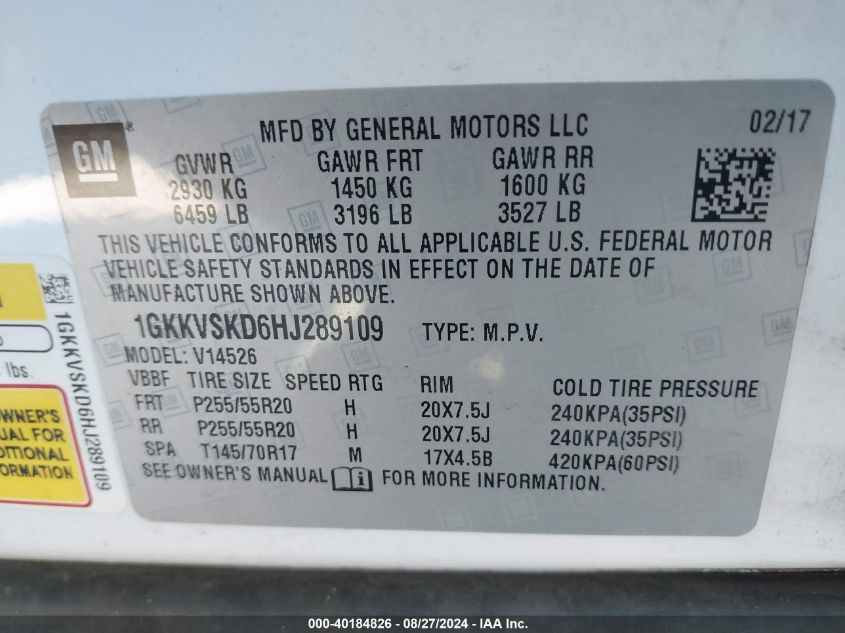 GM
MFD BY GENERAL MOTORS LLC 02/17
GVWR GAWR FRT GAWR RR
2930 KG 1450 KG 1600 KG
6459 LB 3196 LB 3527 LB
THIS VEHICLE CONFORMS TO ALL APPLICABLE U.S. FEDERAL MOTOR
VEHICLE SAFETY STANDARDS IN EFFECT ON THE DATE OF
MANUFACTURE SHOWN ABOVE.
1GKKVSKD6HJ289109 TYPE: M.P.V.
MODEL: V14526
VBBF TIRE SIZE SPEED RTG RIM COLD TIRE PRESSURE
FRT P255/55R20 H 20X7.5J 240KPA(35PSI)
RR P255/55R20 H 20X7.5J 240KPA(35PSI)
SPA T145/70R17 M 17X4.5B 420KPA(60PSI)
SEE OWNER'S MANUAL FOR MORE INFORMATION.
1GKKVSKD6HJ289109
lbs.
WNER'S
UAL FOR
DITIONAL
ORMATION
000-40184826 / 08/27/2024 - IAA Inc.